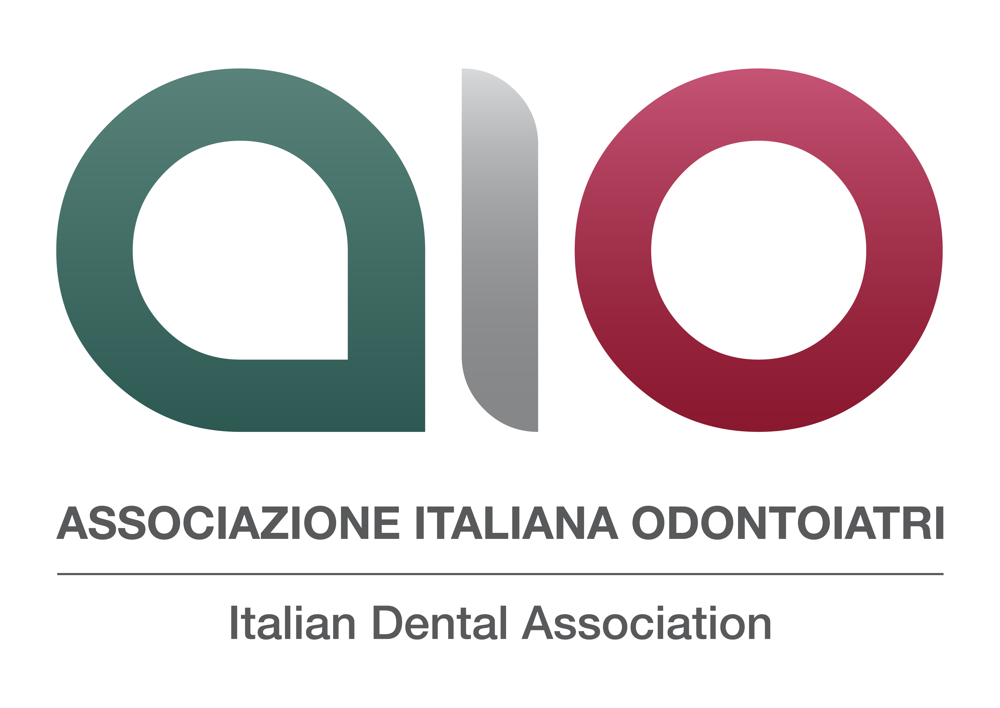 aio
ASSOCIAZIONE ITALIANA ODONTOIATRI
Italian Dental Association